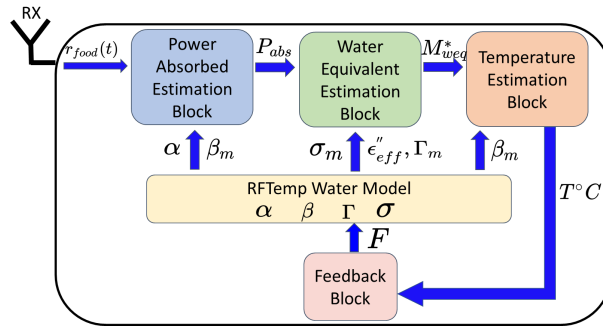 RX
r_food(t)
Power
Absorbed
Estimation
Block
P_abs
Water
Equivalent
Estimation
Block
M*_weq
Temperature
Estimation
Block
α β_m
σ_m ϵ''_eff, Γ_m
β_m
RFTemp Water Model
α β Γ σ
T°C
F
Feedback
Block